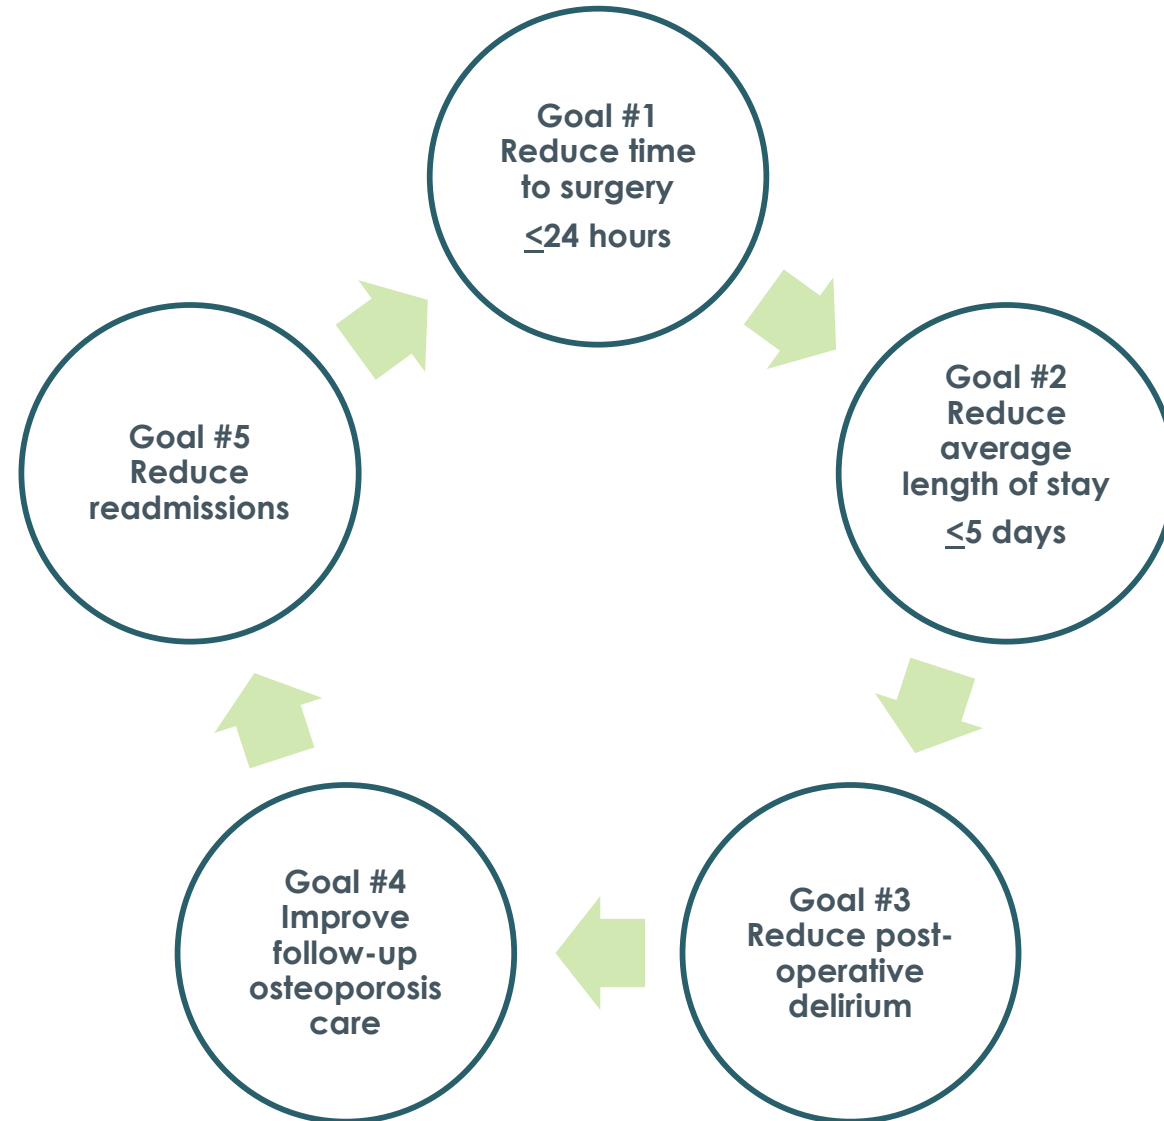 Goal #1
Reduce time
to surgery
<24 hours
Goal #2
Reduce
average
length of stay
<5 days
Goal #3
Reduce post-
operative
delirium
Goal #4
Improve
follow-up
osteoporosis
care
Goal #5
Reduce
readmissions